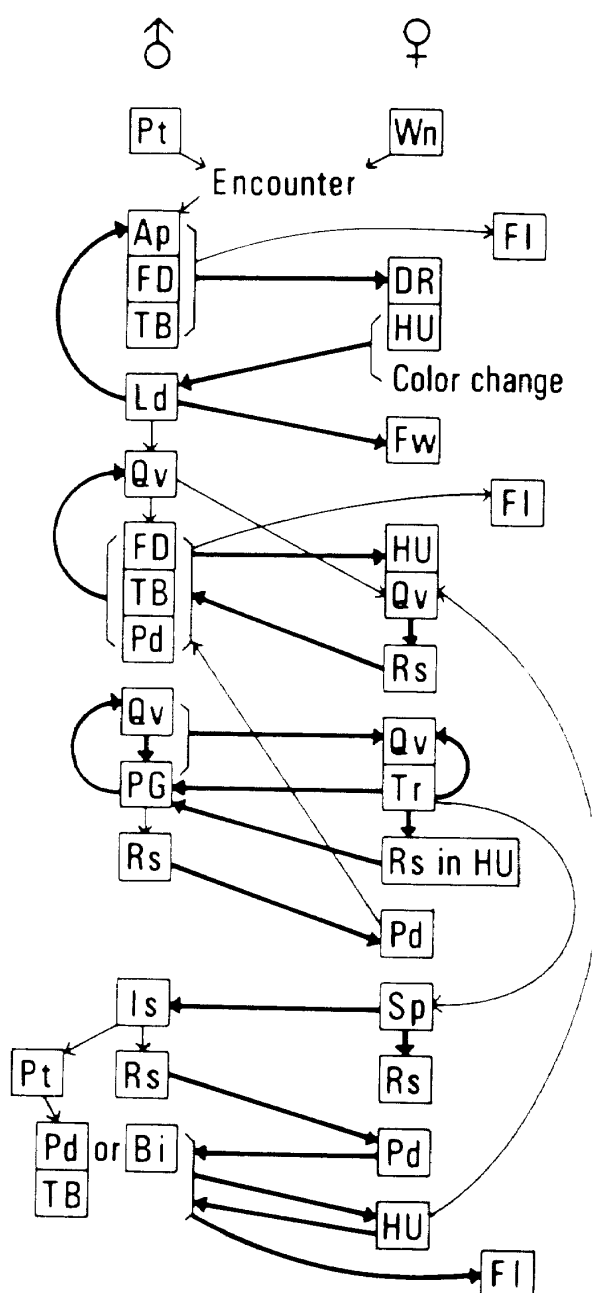 ♂ ♀
Pt Wn
Encounter
Ap Fl
FD DR
TB HU
Color change
Ld
Fw
Qv
Fl
FD HU
TB Qv
Pd Rs
Qv Qv
PG Tr
Rs Rs in HU
Pd
Is Sp
Pt Rs Rs
Pd or Bi Pd
TB
HU
Fl